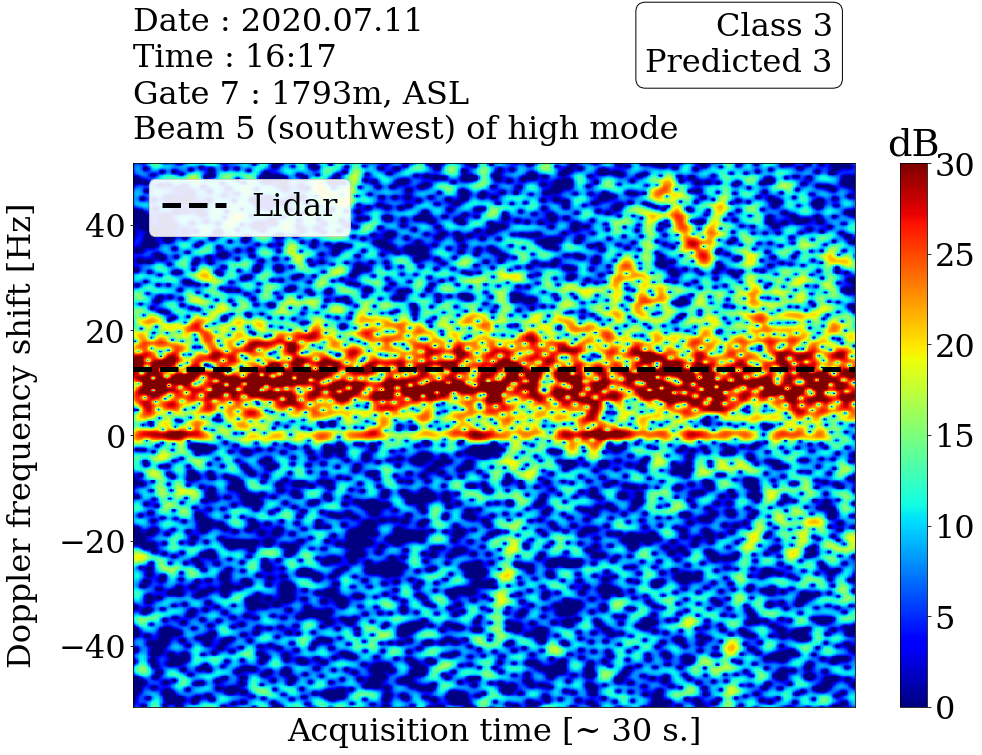 Date : 2020.07.11
Time : 16:17
Gate 7 : 1793m, ASL
Beam 5 (southwest) of high mode
Class 3
Predicted 3
dB
Lidar
Doppler frequency shift [Hz]
40
20
0
−20
−40
30
25
20
15
10
5
0
Acquisition time [~ 30 s.]